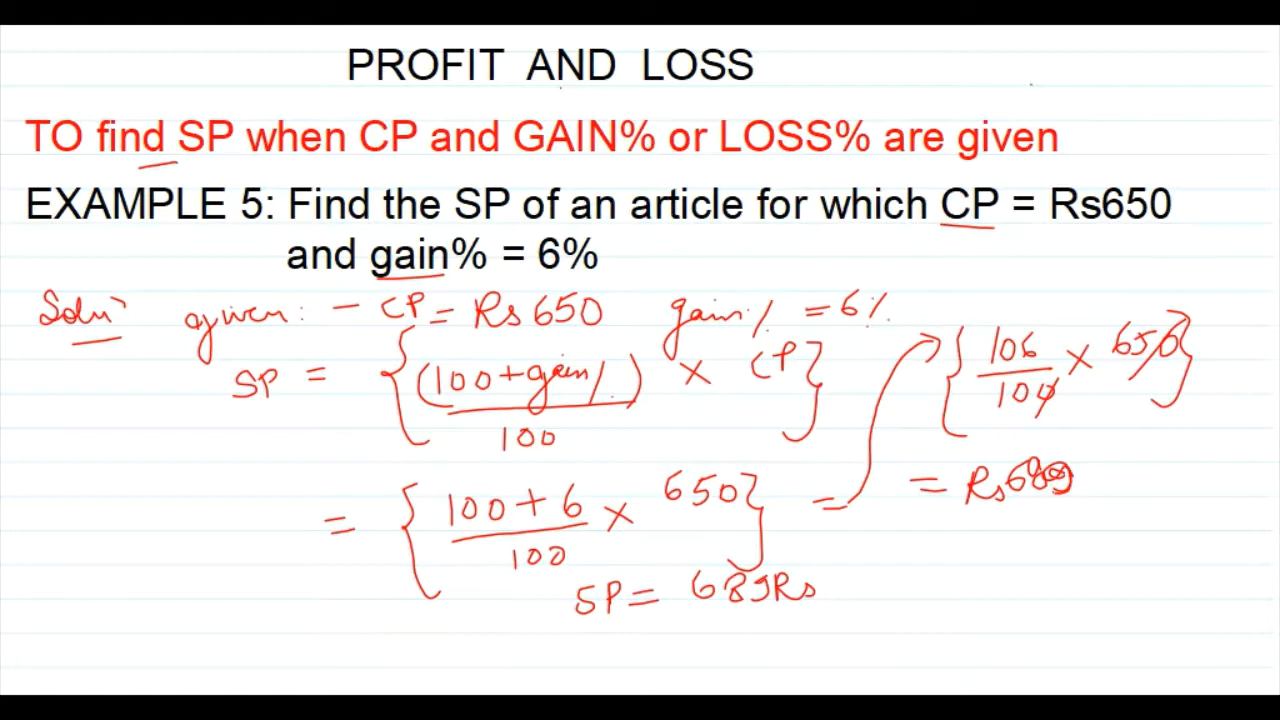 PROFIT AND LOSS
TO find SP when CP and GAIN% or LOSS% are given
EXAMPLE 5: Find the SP of an article for which CP = Rs650
and gain% = 6%
Soln given: - CP = Rs 650 gain% = 6%
SP = { (100 + gain%) / 100 × CP }
= { 100 + 6 / 100 × 650 } =
{ 106 / 100 × 650 }
= Rs
SP = 689Rs